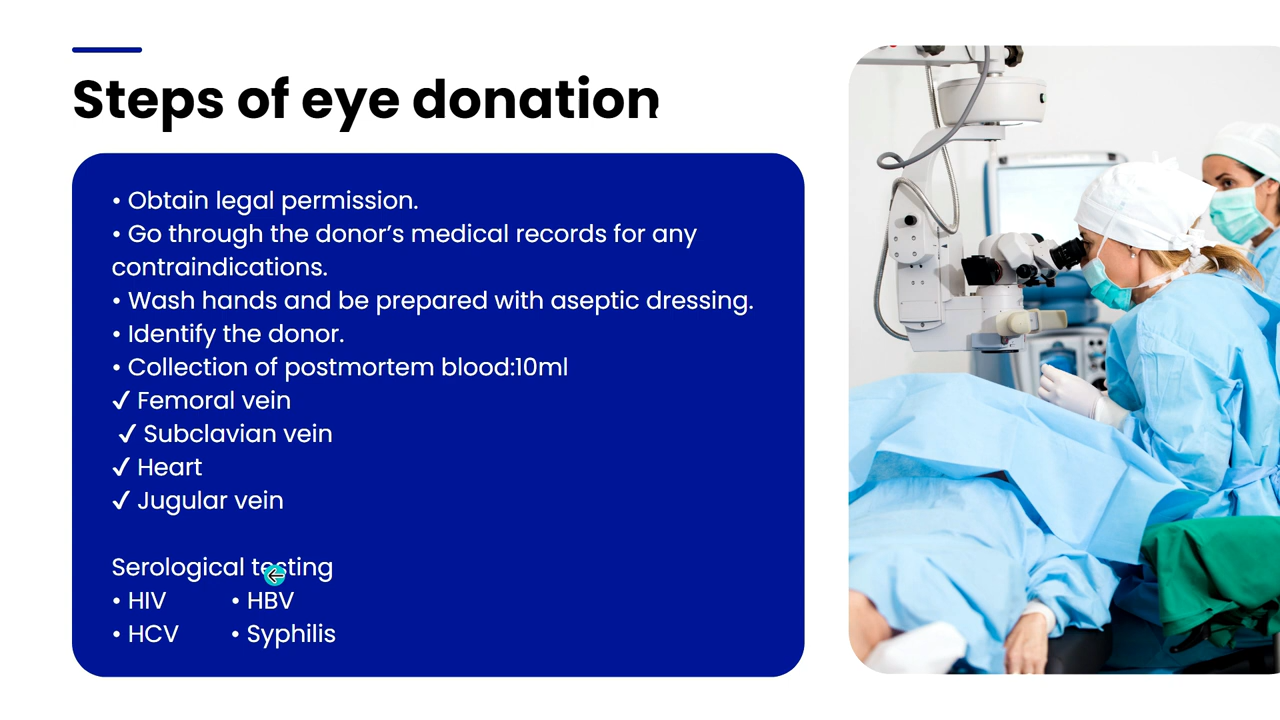 Steps of eye donation
• Obtain legal permission.
• Go through the donor’s medical records for any
contraindications.
• Wash hands and be prepared with aseptic dressing.
• Identify the donor.
• Collection of postmortem blood:10ml
✓ Femoral vein
✓ Subclavian vein
✓ Heart
✓ Jugular vein
Serological testing
• HIV • HBV
• HCV • Syphilis